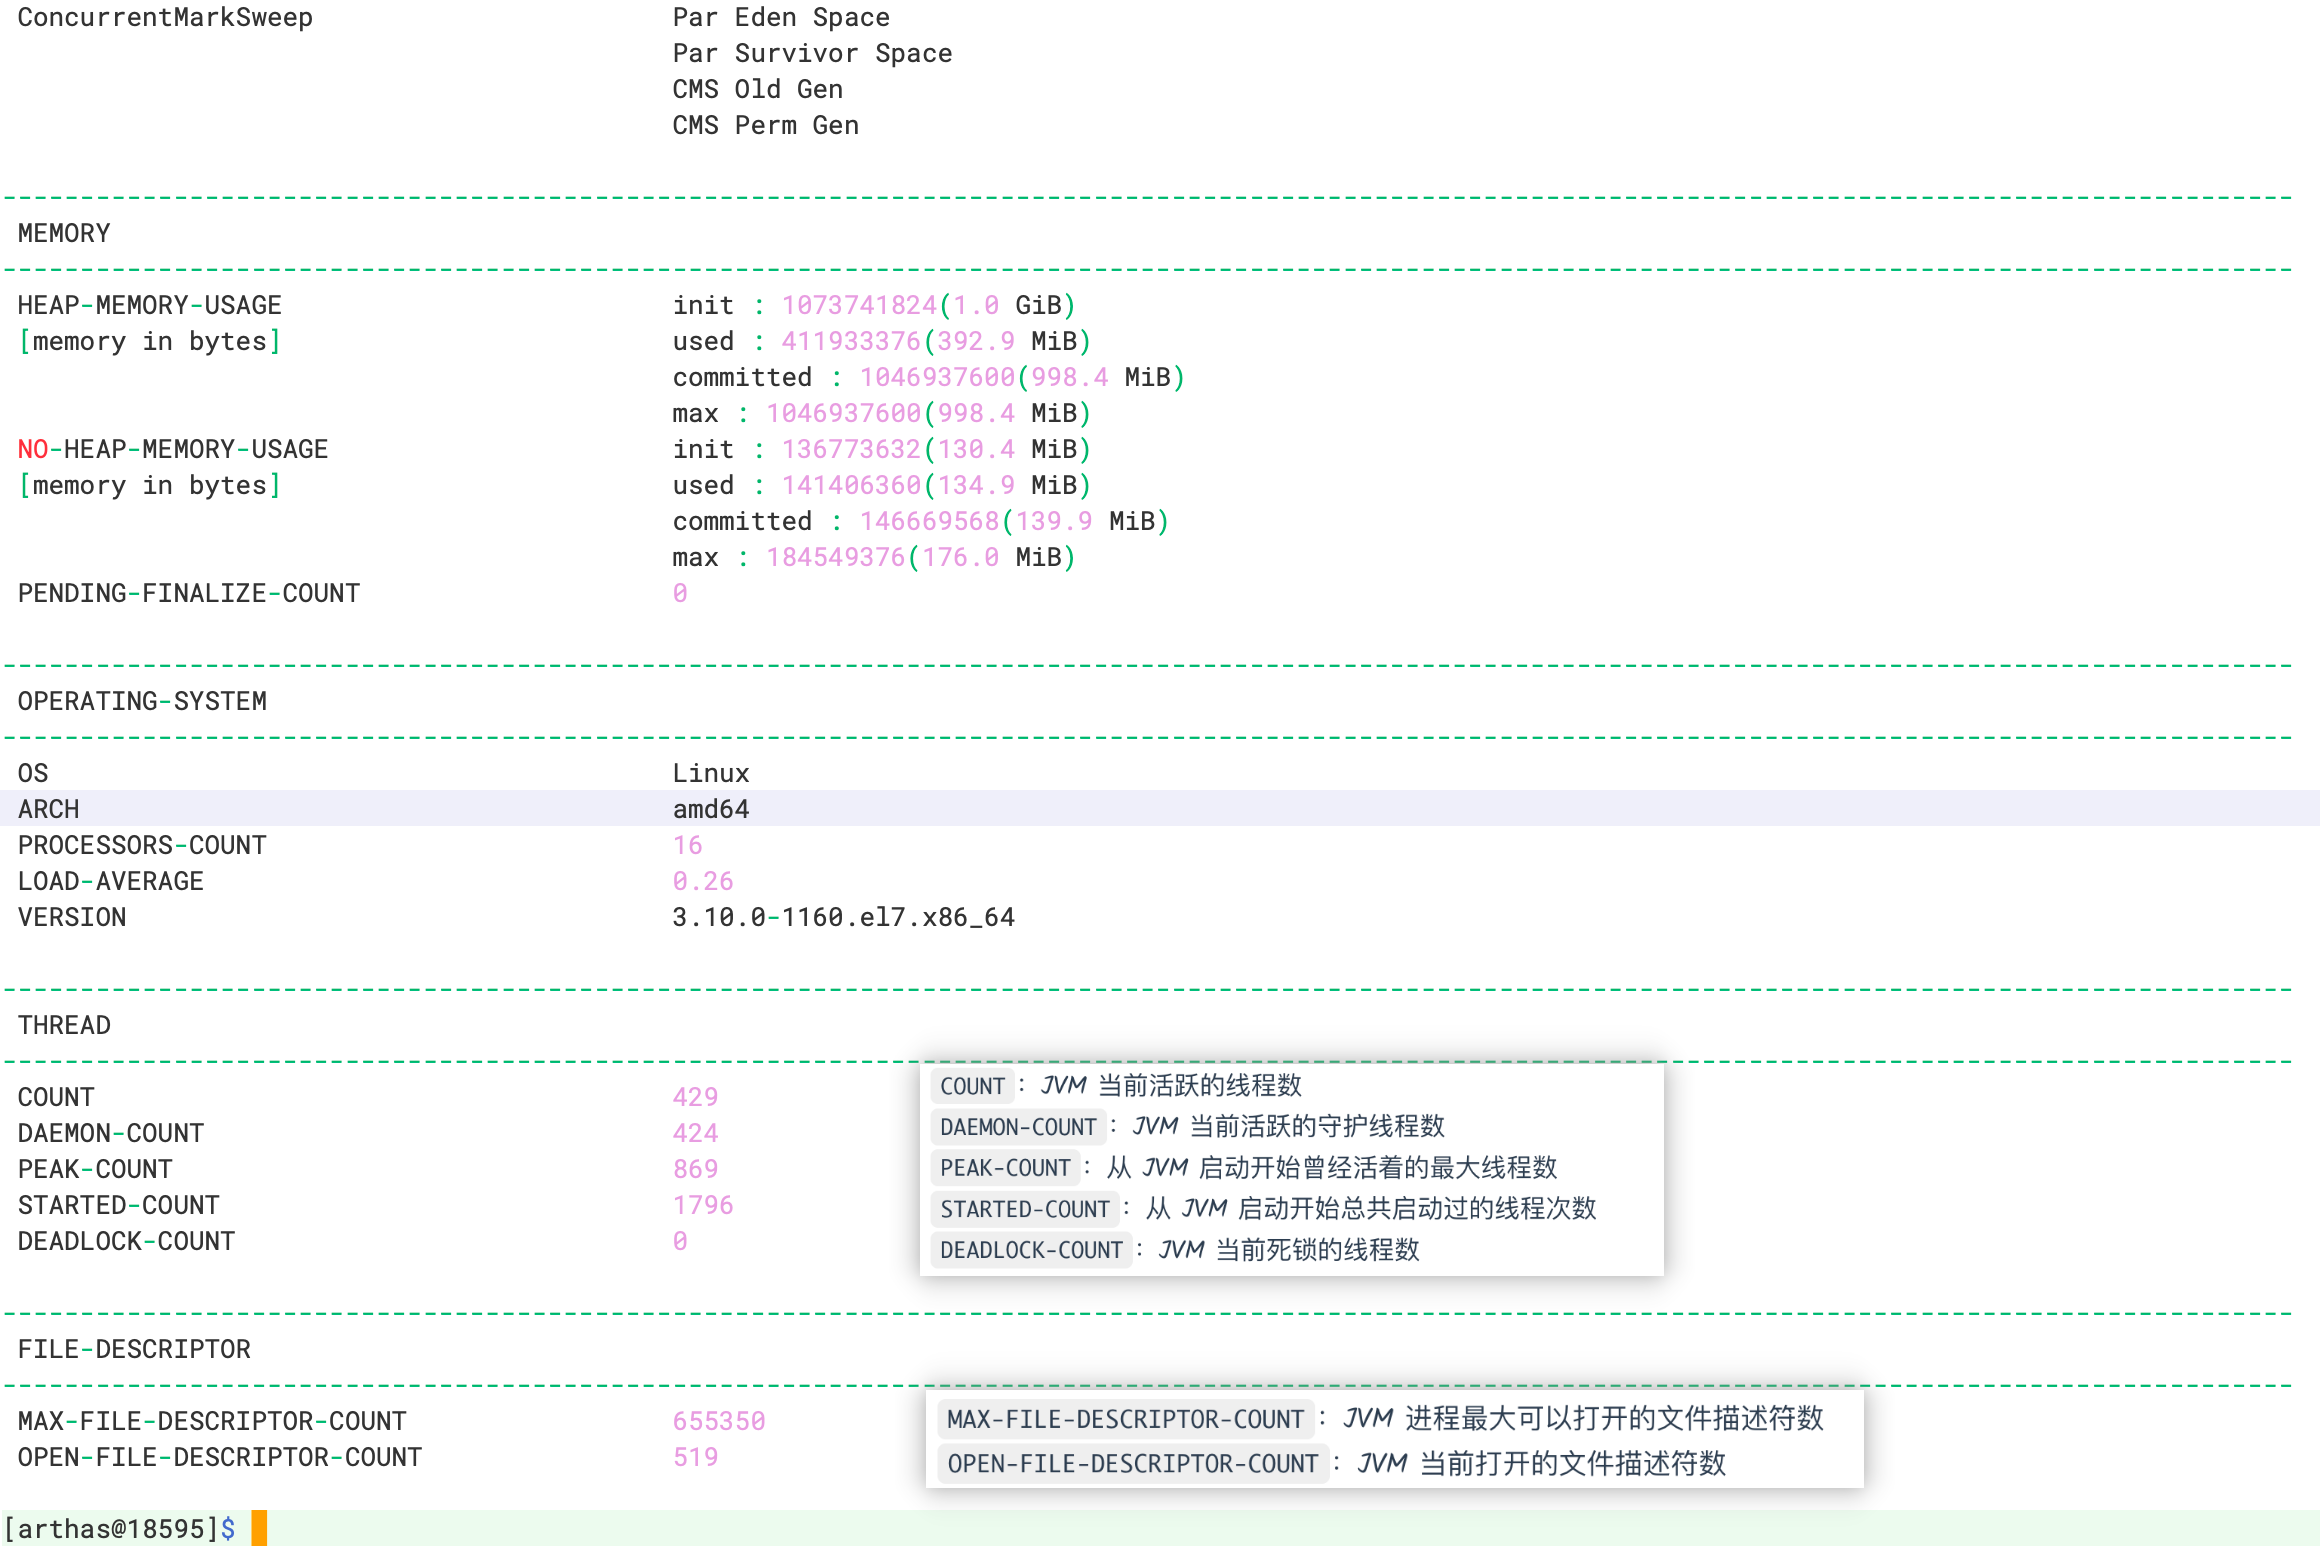 ConcurrentMarkSweep Par Eden Space
Par Survivor Space
CMS Old Gen
CMS Perm Gen
MEMORY
HEAP-MEMORY-USAGE init : 1073741824(1.0 GiB)
[memory in bytes] used : 411933376(392.9 MiB)
committed : 1046937600(998.4 MiB)
max : 1046937600(998.4 MiB)
NO-HEAP-MEMORY-USAGE init : 136773632(130.4 MiB)
[memory in bytes] used : 141406360(134.9 MiB)
committed : 146669568(139.9 MiB)
max : 184549376(176.0 MiB)
PENDING-FINALIZE-COUNT 0
OPERATING-SYSTEM
OS Linux
ARCH amd64
PROCESSORS-COUNT 16
LOAD-AVERAGE 0.26
VERSION 3.10.0-1160.el7.x86_64
THREAD
COUNT 429
DAEMON-COUNT 424
PEAK-COUNT 869
STARTED-COUNT 1796
DEADLOCK-COUNT 0
COUNT：JVM 当前活跃的线程数
DAEMON-COUNT：JVM 当前活跃的守护线程数
PEAK-COUNT：从 JVM 启动开始曾经活着的最大线程数
STARTED-COUNT：从 JVM 启动开始总共启动过的线程次数
DEADLOCK-COUNT：JVM 当前死锁的线程数
FILE-DESCRIPTOR
MAX-FILE-DESCRIPTOR-COUNT 655350
OPEN-FILE-DESCRIPTOR-COUNT 519
MAX-FILE-DESCRIPTOR-COUNT：JVM 进程最大可以打开的文件描述符数
OPEN-FILE-DESCRIPTOR-COUNT：JVM 当前打开的文件描述符数
[arthas@18595]$